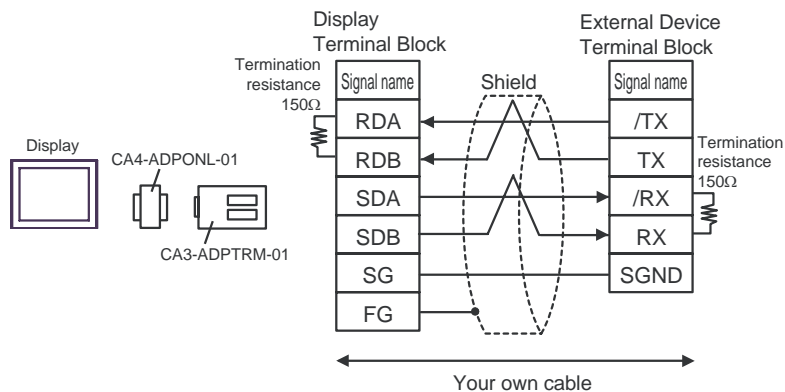 Display
Terminal Block
External Device
Terminal Block
Termination
resistance
150Ω
Signal name
Shield
Signal name
RDA
/TX
RDB
TX
Termination
resistance
150Ω
Display
CA4-ADPONL-01
SDA
/RX
SDB
RX
CA3-ADPTRM-01
SG
SGND
FG
Your own cable